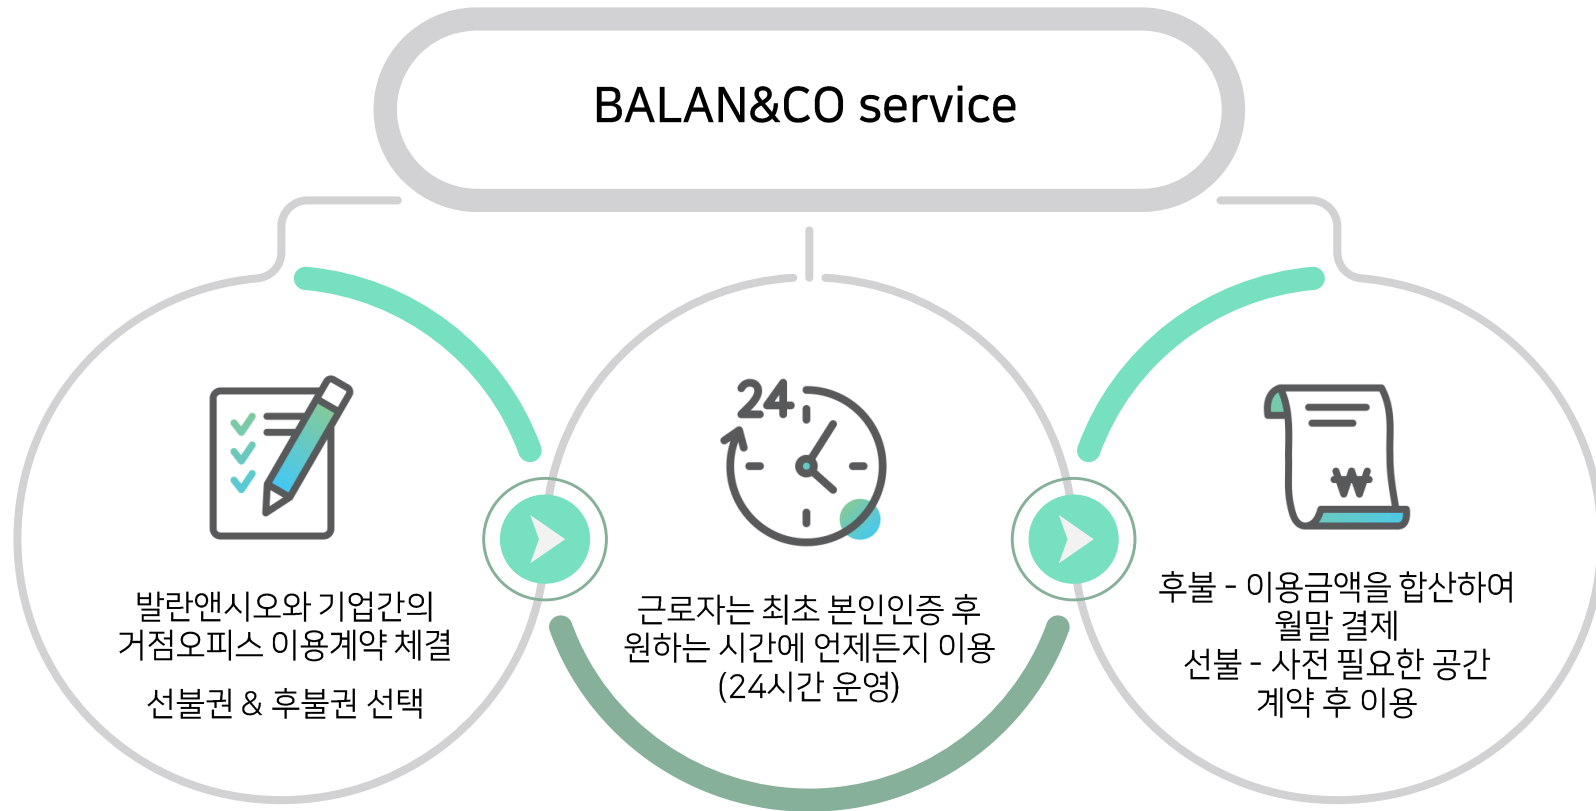 BALAN&CO service
발란앤시오와 기업간의
거점오피스 이용계약 체결
선불권 & 후불권 선택
24
근로자는 최초 본인인증 후
원하는 시간에 언제든지 이용
(24시간 운영)
₩
후불 - 이용금액을 합산하여
월말 결제
선불 - 사전 필요한 공간
계약 후 이용